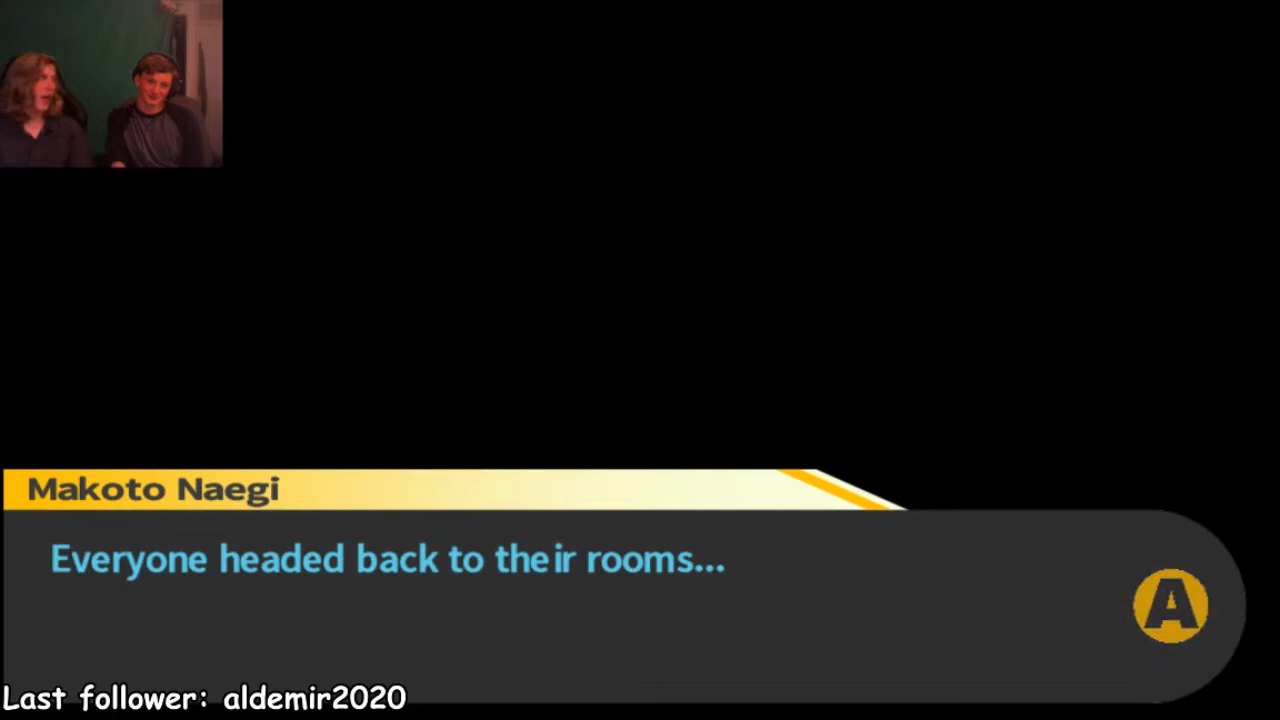 Makoto Naegi
Everyone headed back to their rooms...
A
Last follower: aldemir2020